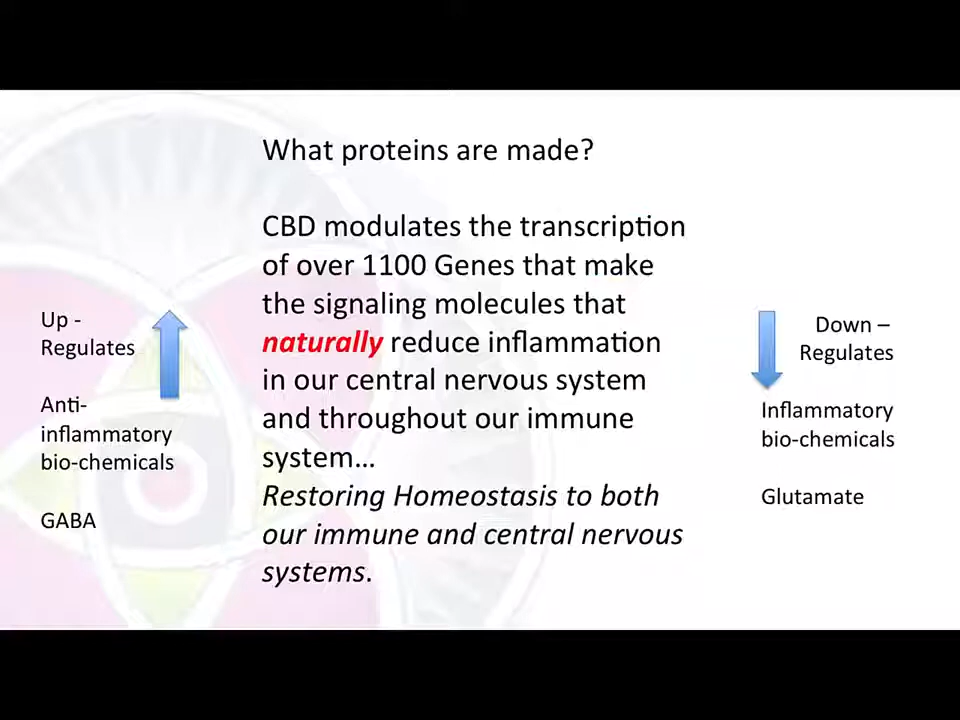 What proteins are made?
CBD modulates the transcription
of over 1100 Genes that make
the signaling molecules that
naturally reduce inflammation
in our central nervous system
and throughout our immune
system…
Restoring Homeostasis to both
our immune and central nervous
systems.
Up -
Regulates
Anti-
inflammatory
bio-chemicals
GABA
Down –
Regulates
Inflammatory
bio-chemicals
Glutamate